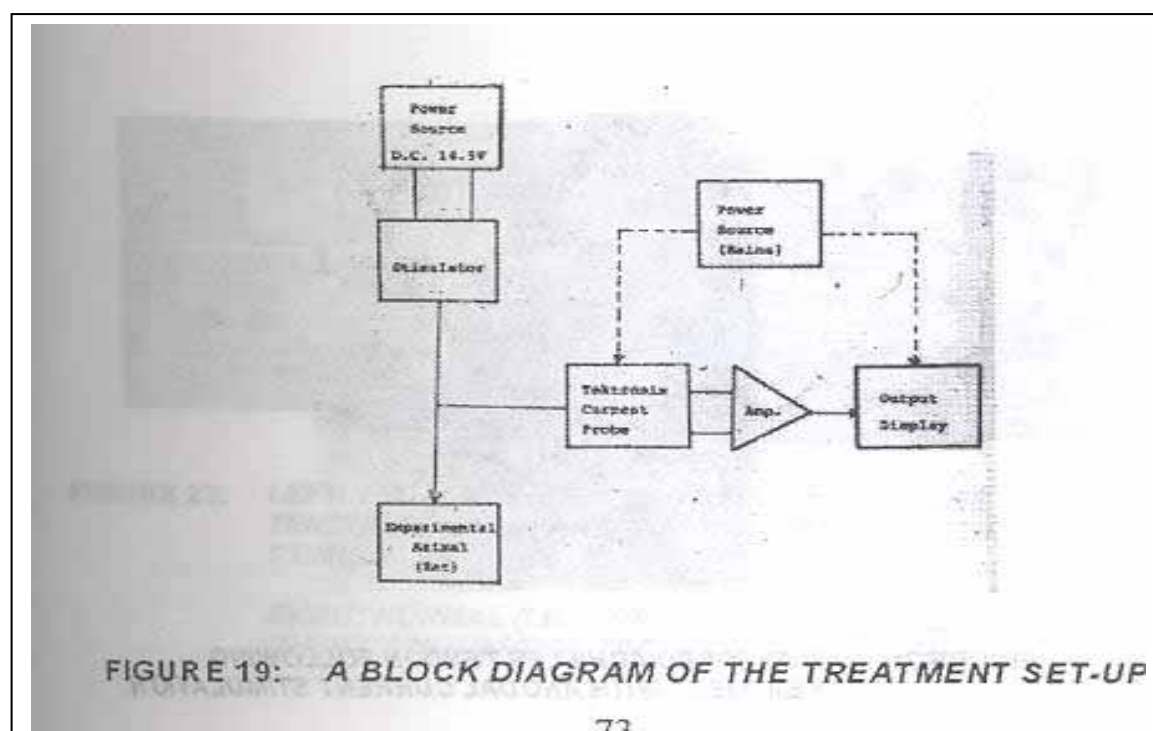 Power
Source
D.C. 16.5V
Stimulator
Power
Source
(Mains)
Tektronix
Current
Probe
Amp.
Output
Display
Experimental
Animal
(Rat)
FIGURE 19: A BLOCK DIAGRAM OF THE TREATMENT SET-UP
73